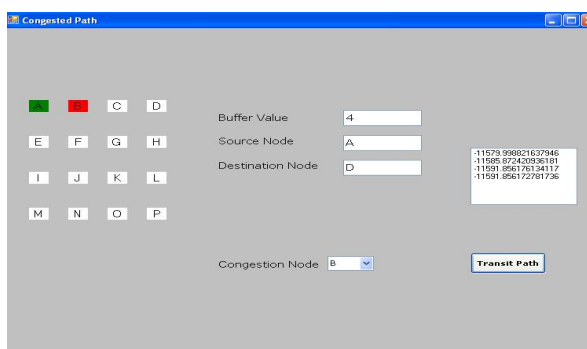 Congested Path
A B C D
E F G H
I J K L
M N O P
Buffer Value 4
Source Node A
Destination Node D
-11579.998821637946
-11585.872420936181
-11591.856176134117
-11591.856172781736
Congestion Node B
Transit Path